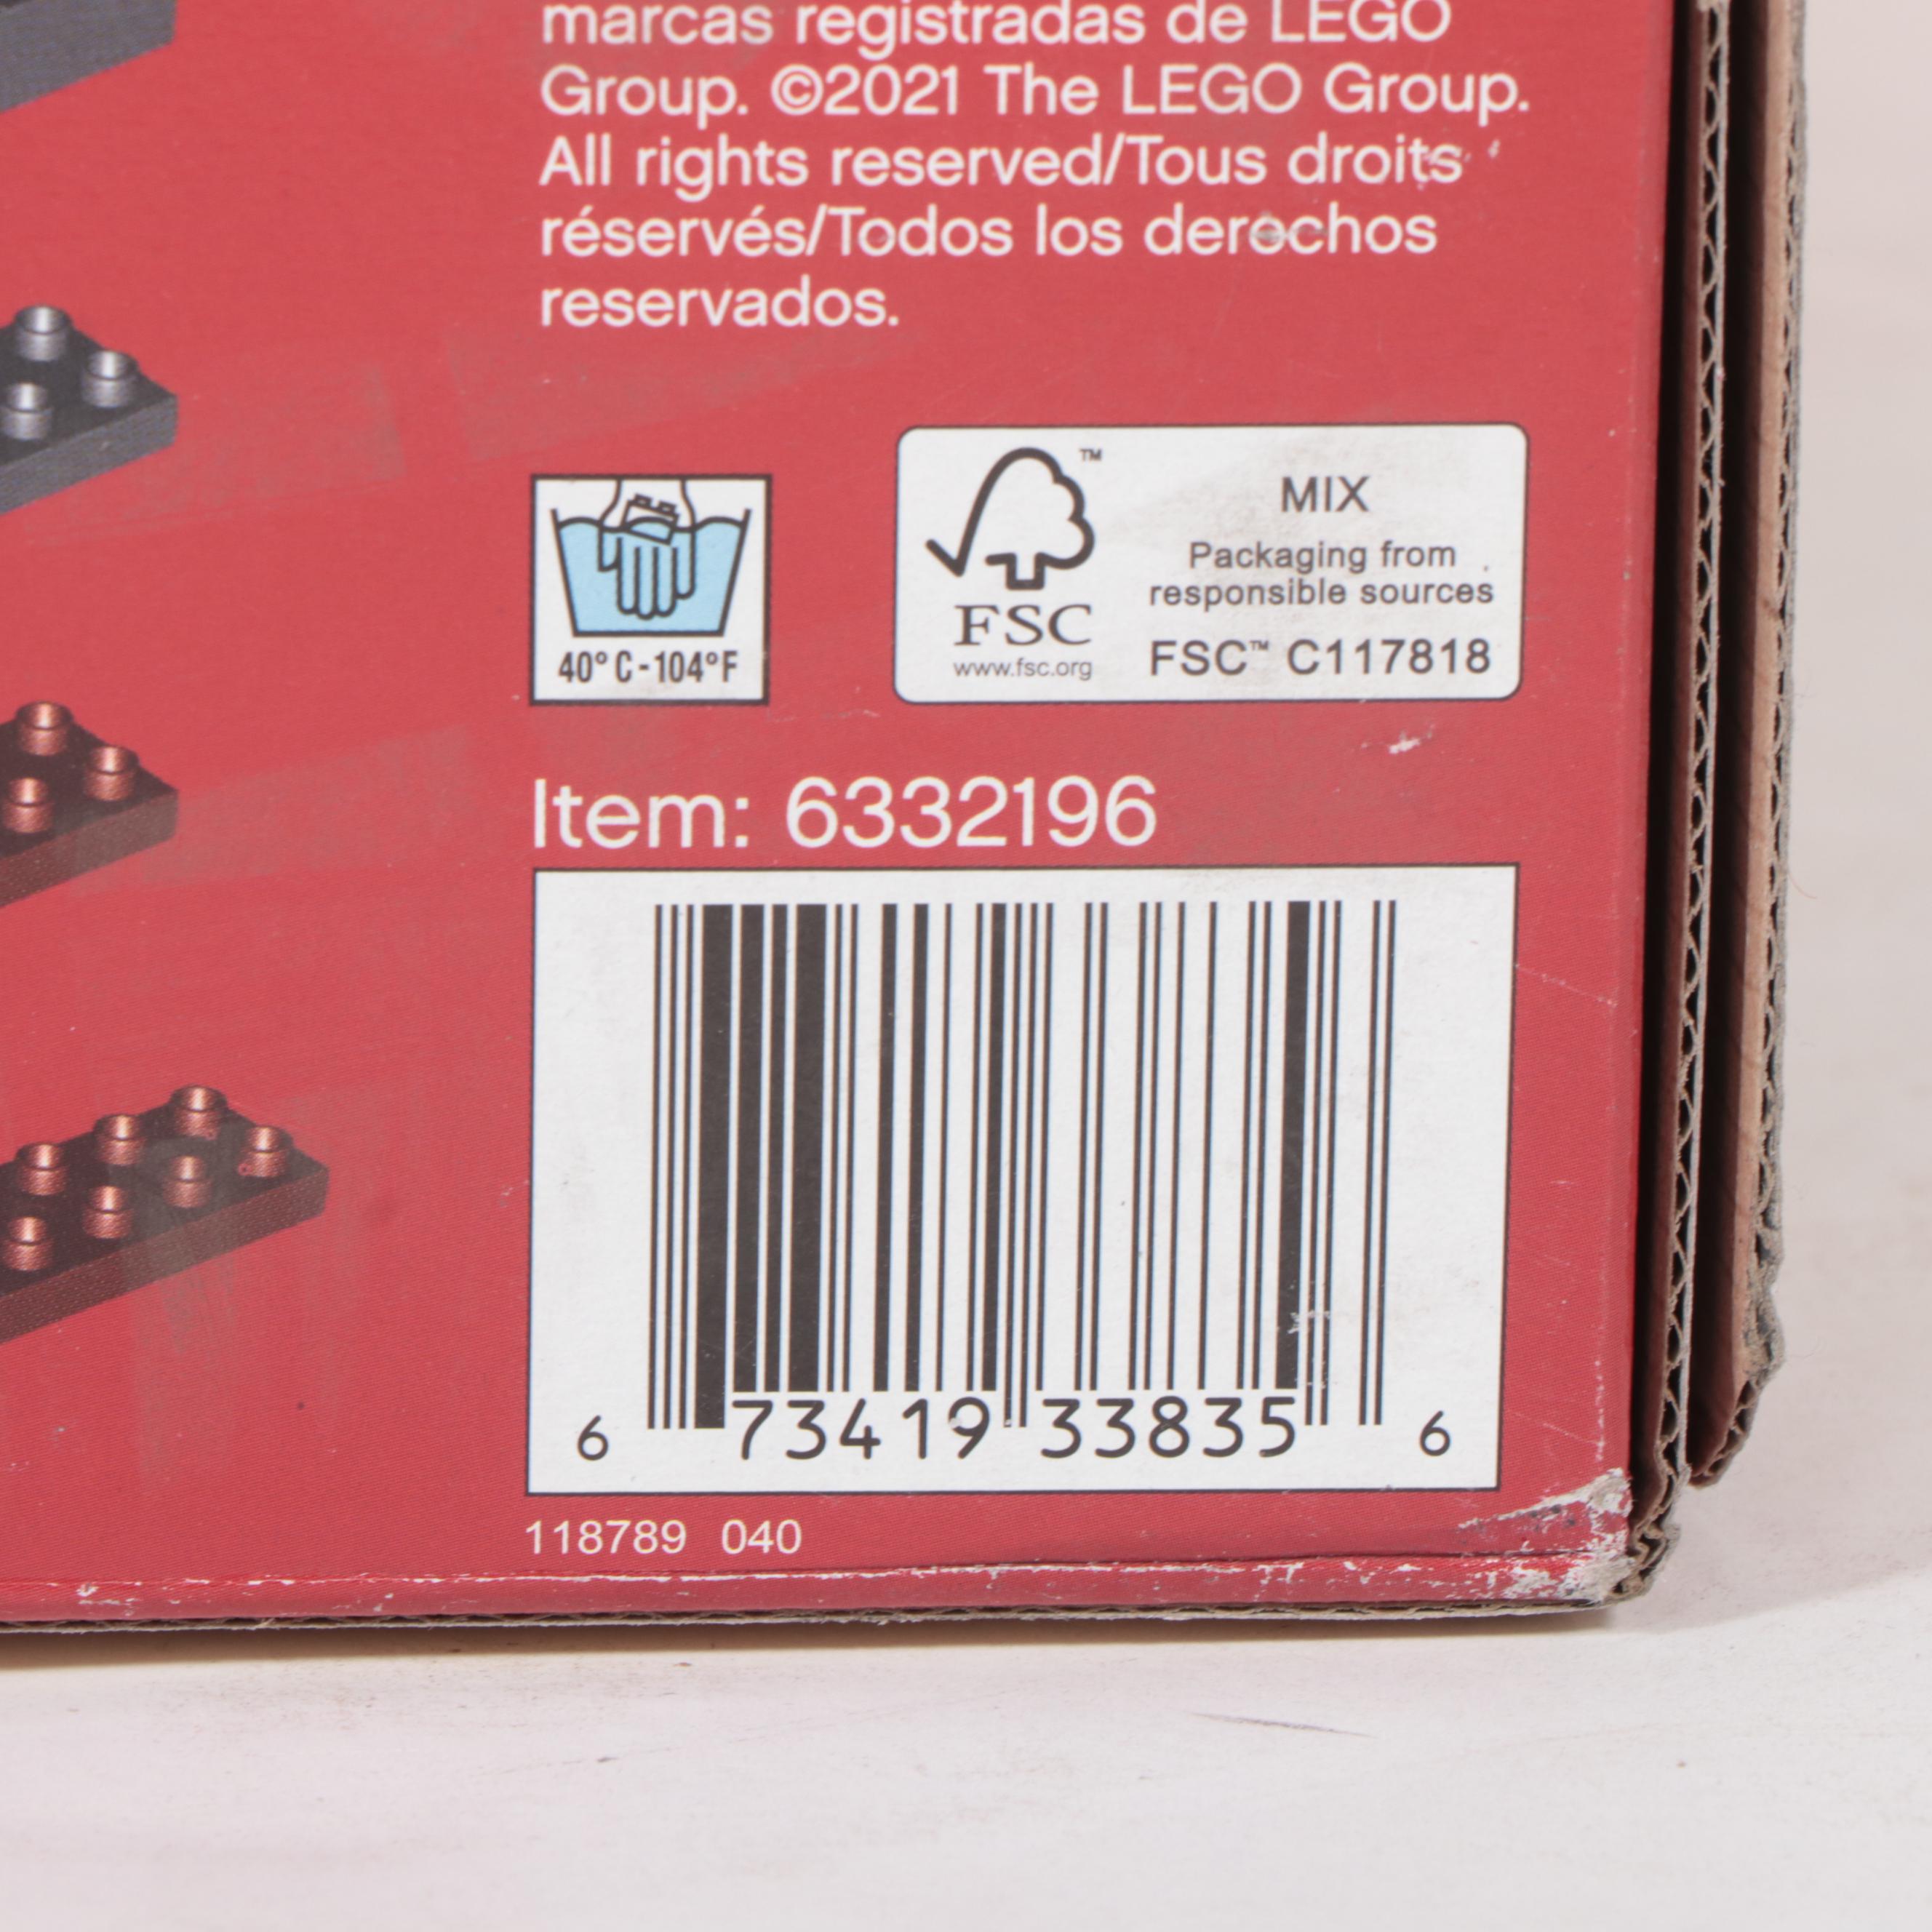 marcas registradas de LEGO
Group. ©2021 The LEGO Group.
All rights reserved/Tous droits
réservés/Todos los derechos
reservados.
40°C-104°F
FSC
www.fsc.org
™
MIX
Packaging from
responsible sources
FSC™ C117818
Item: 6332196
6 73419 33835 6
118789 040